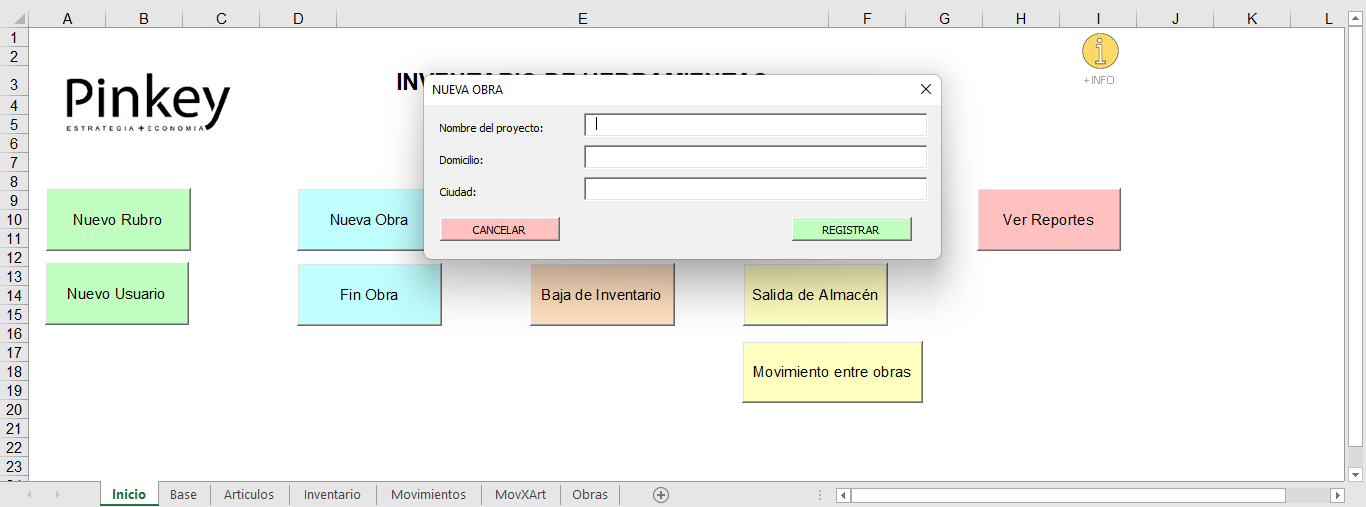 A B C D E F G H I J K L
1
2
3
4
5
6
7
8
9
10
11
12
13
14
15
16
17
18
19
20
21
22
23
+ INFO
Pinkey
ESTRATEGIA + ECONOMIA
INVENTARIO DE HERRAMIENTAS
NUEVA OBRA
Nombre del proyecto:
Domicilio:
Ciudad:
CANCELAR REGISTRAR
Nuevo Rubro Nueva Obra Ver Reportes
Nuevo Usuario Fin Obra Baja de Inventario Salida de Almacén
Movimiento entre obras
Inicio Base Articulos Inventario Movimientos MovXArt Obras